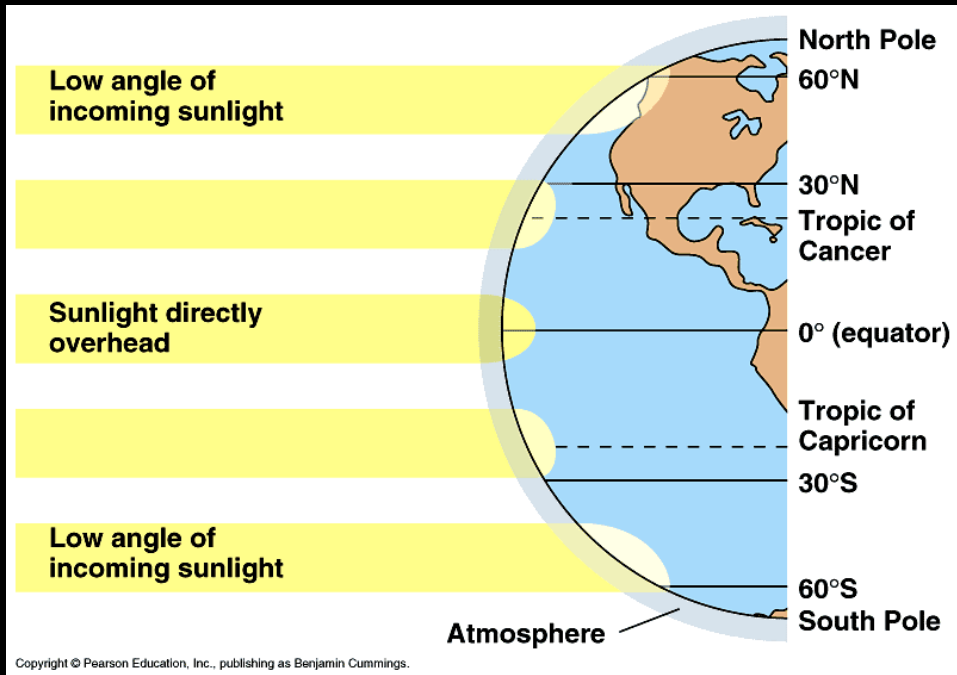 North Pole
Low angle of
incoming sunlight
60°N
30°N
Tropic of
Cancer
Sunlight directly
overhead
0° (equator)
Tropic of
Capricorn
30°S
Low angle of
incoming sunlight
60°S
South Pole
Atmosphere
Copyright © Pearson Education, Inc., publishing as Benjamin Cummings.